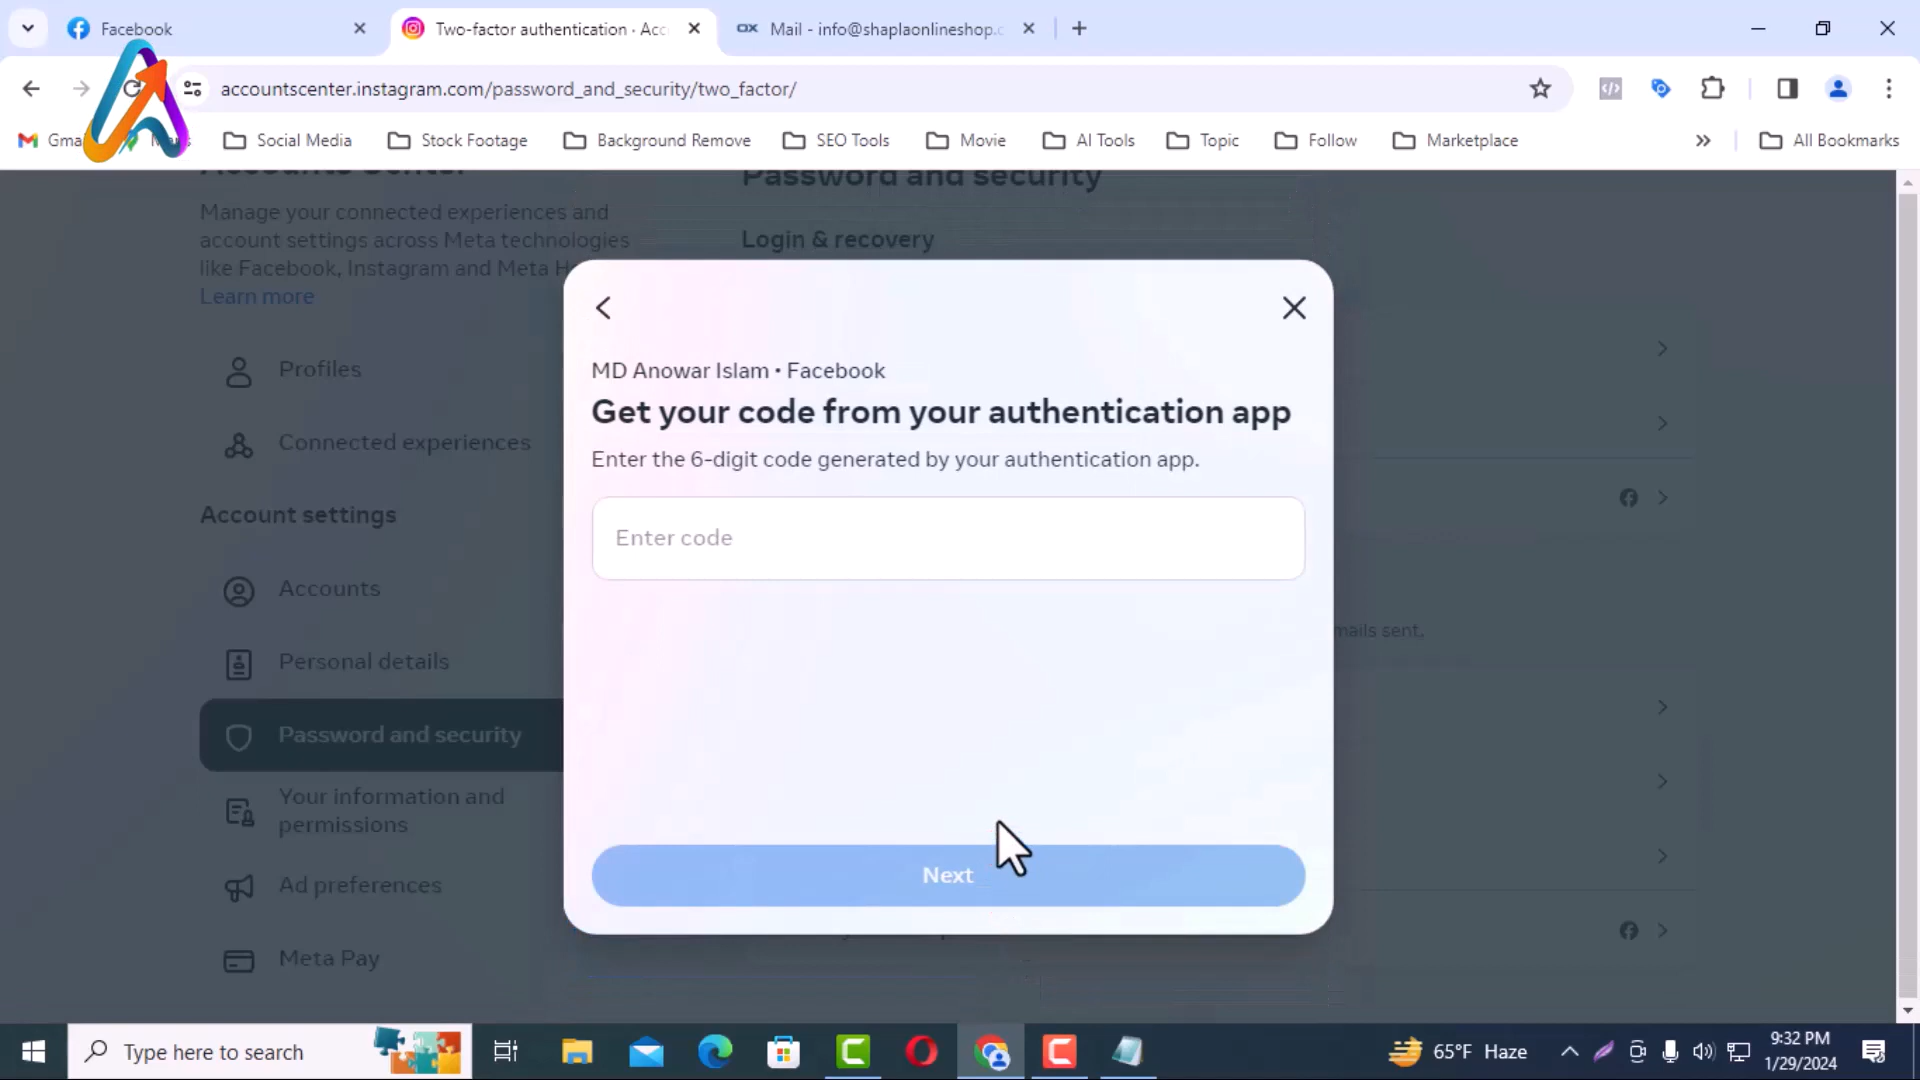 Facebook
Two-factor authentication · Acc
Mail - info@shaplaonlineshop.c
accountscenter.instagram.com/password_and_security/two_factor/
Gma
Social Media
Stock Footage
Background Remove
SEO Tools
Movie
AI Tools
Topic
Follow
Marketplace
All Bookmarks
Accounts Center
Manage your connected experiences and
account settings across Meta technologies
like Facebook, Instagram and Meta H
Learn more
Profiles
Connected experiences
Account settings
Accounts
Personal details
Password and security
Your information and
permissions
Ad preferences
Meta Pay
Password and security
Login & recovery
MD Anowar Islam • Facebook
Get your code from your authentication app
Enter the 6-digit code generated by your authentication app.
Enter code
mails sent.
Next
Type here to search
65°F Haze
9:32 PM
1/29/2024